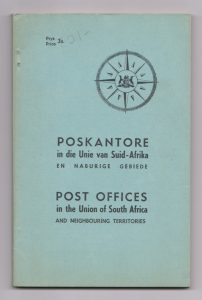 Prys
Price 3s.
POSKANTORE
in die Unie van Suid-Afrika
EN NABURIGE GEBIEDE
POST OFFICES
in the Union of South Africa
AND NEIGHBOURING TERRITORIES